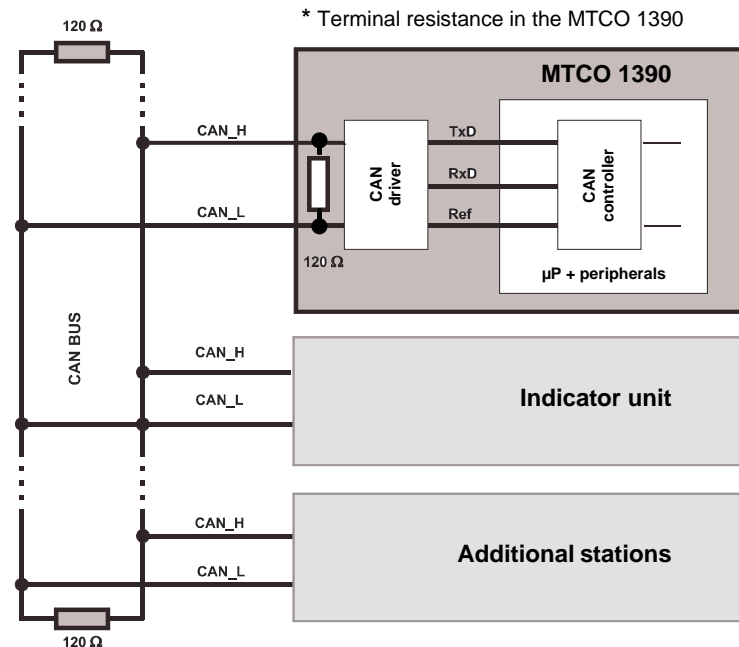 * Terminal resistance in the MTCO 1390
120 Ω
MTCO 1390
CAN_H
TxD
CAN driver
RxD
CAN controller
CAN_L
Ref
120 Ω
µP + peripherals
CAN BUS
CAN_H
CAN_L
Indicator unit
CAN_H
CAN_L
Additional stations
120 Ω